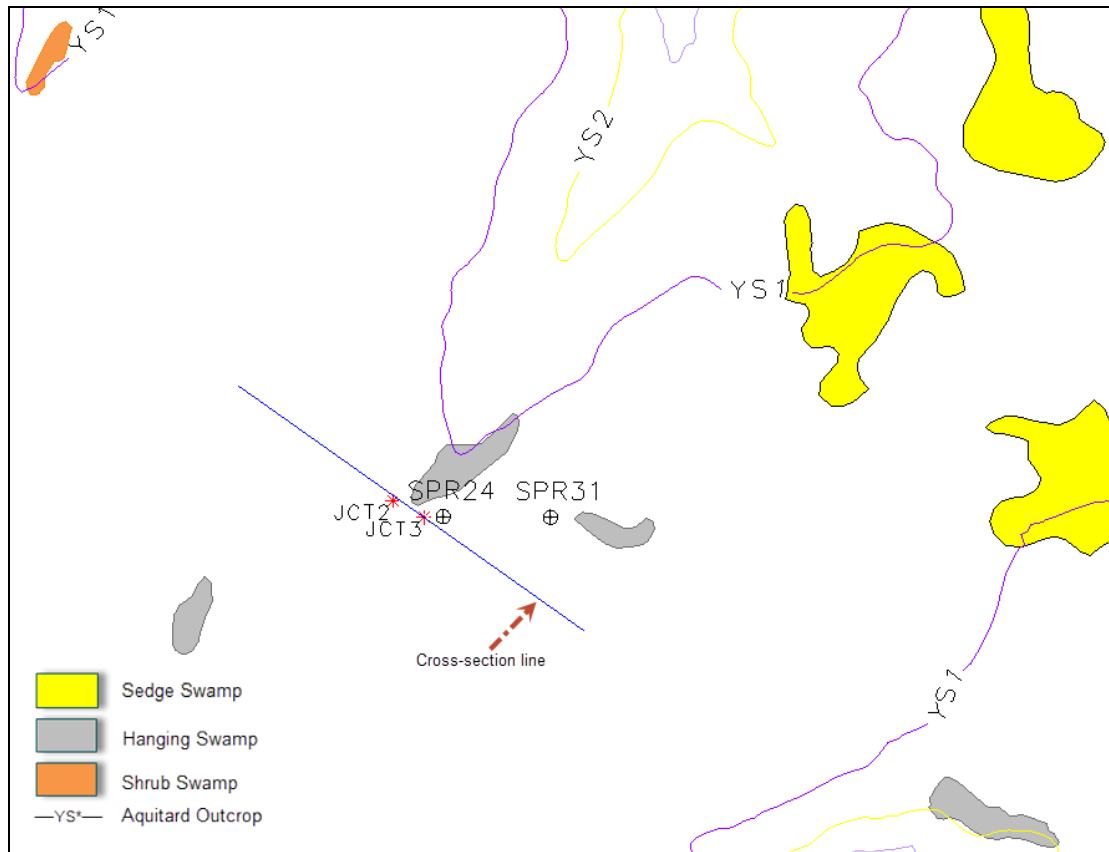 YS1
YS2
YS1
SPR24 SPR31
JCT2
JCT3
Cross-section line
YS1
Sedge Swamp
Hanging Swamp
Shrub Swamp
—YS*— Aquitard Outcrop